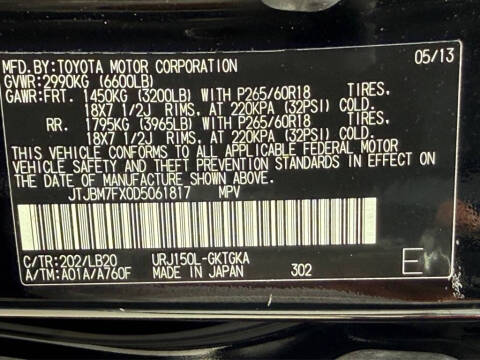 MFD.BY:TOYOTA MOTOR CORPORATION 05/13
GVWR:2990KG (6600LB)
GAWR:FRT. 1450KG (3200LB) WITH P265/60R18 TIRES,
18X7 1/2J RIMS, AT 220KPA (32PSI) COLD.
RR. 1795KG (3965LB) WITH P265/60R18 TIRES,
18X7 1/2J RIMS, AT 220KPA (32PSI) COLD.
THIS VEHICLE CONFORMS TO ALL APPLICABLE FEDERAL MOTOR
VEHICLE SAFETY AND THEFT PREVENTION STANDARDS IN EFFECT
ON THE DATE OF MANUFACTURE SHOWN ABOVE.
JTJBM7FX0D5061817 MPV
C/TR:202/LB20 URJ150L-GKTGKA
A/TM:A01A/A760F MADE IN JAPAN 302 E